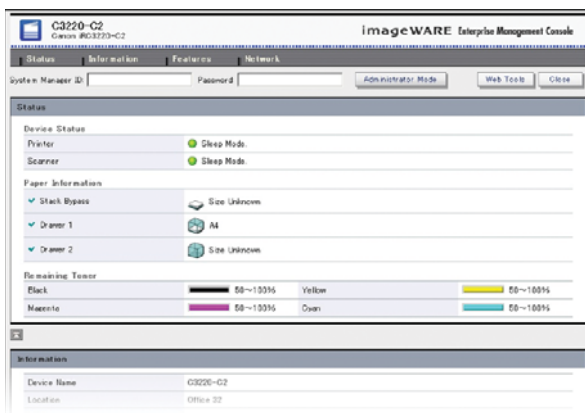 C3220-C2
Canon iRC3220-C2
imageWARE Enterprise Management Console
Status Information Features Network
System Manager ID: Password Administrator Mode Web Tools Close
Status
Device Status
Printer Sleep Mode.
Scanner Sleep Mode.
Paper Information
Stack Bypass Size Unknown
Drawer 1 A4
Drawer 2 Size Unknown
Remaining Toner
Black 50~100% Yellow 50~100%
Magenta 50~100% Cyan 50~100%
Information
Device Name C3220-C2
Location Office 32